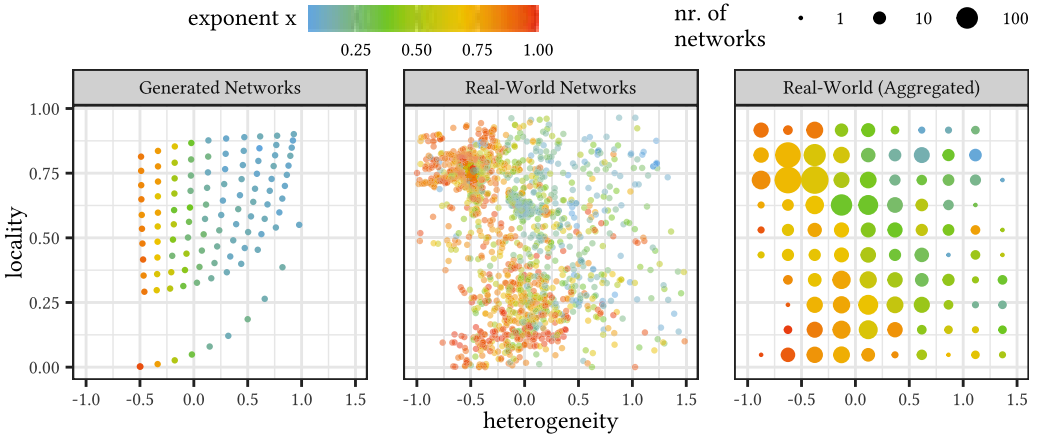 exponent x
0.25 0.50 0.75 1.00
nr. of
networks
1 10 100
Generated Networks
Real-World Networks
Real-World (Aggregated)
locality
1.00
0.75
0.50
0.25
0.00
-1.0 -0.5 0.0 0.5 1.0 1.5
-1.0 -0.5 0.0 0.5 1.0 1.5
-1.0 -0.5 0.0 0.5 1.0 1.5
heterogeneity